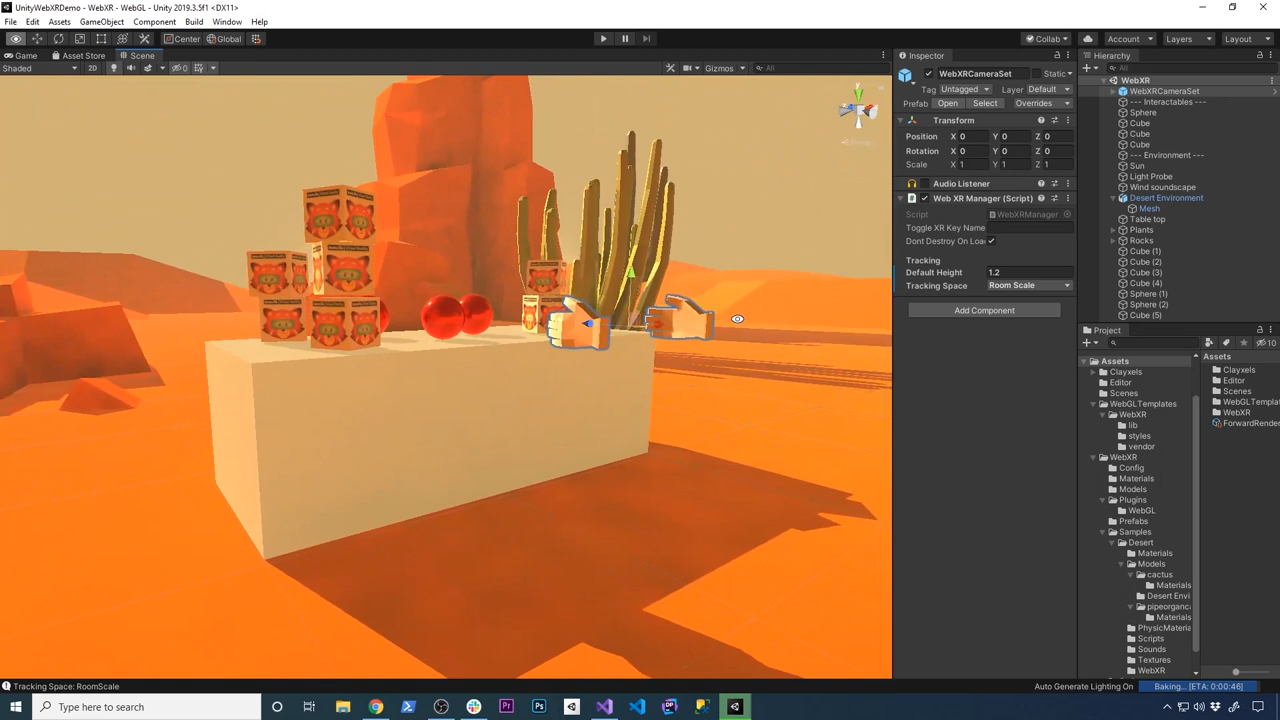 UnityWebXRDemo - WebXR - WebGL - Unity 2019.3.5f1 <DX11>
File Edit Assets GameObject Component Build Window Help
Center Global Collab Account Layers Layout
Game Asset Store Scene
Shaded 2D 0 Gizmos All
Inspector
WebXRCameraSet Static
Tag Untagged Layer Default
Prefab Open Select Overrides
Transform
Position X 0 Y 0 Z 0
Rotation X 0 Y 0 Z 0
Scale X 1 Y 1 Z 1
Audio Listener
Web XR Manager (Script)
Script WebXRManager
Toggle XR Key Name
Dont Destroy On Loa
Tracking
Default Height 1.2
Tracking Space Room Scale
Add Component
Hierarchy
All
WebXR
WebXRCameraSet
--- Interactables ---
Sphere
Cube
Cube
Cube
--- Environment ---
Sun
Light Probe
Wind soundscape
Desert Environment
Mesh
Table top
Plants
Rocks
Cube (1)
Cube (2)
Cube (3)
Cube (4)
Sphere (1)
Sphere (2)
Cube (5)
Project
10
Assets
Clayxels
Editor
Scenes
WebGLTemplates
WebXR
lib
styles
vendor
WebXR
Config
Materials
Models
Plugins
WebGL
Prefabs
Samples
Desert
Materials
Models
cactus
Materials
Desert Envi
pipeorganc
Materials
PhysicMateria
Scripts
Sounds
Textures
WebXR
Assets
Clayxels
Editor
Scenes
WebGLTemplat
WebXR
ForwardRender
Tracking Space: RoomScale
Auto Generate Lighting On Baking... [ETA: 0:00:46]
Type here to search